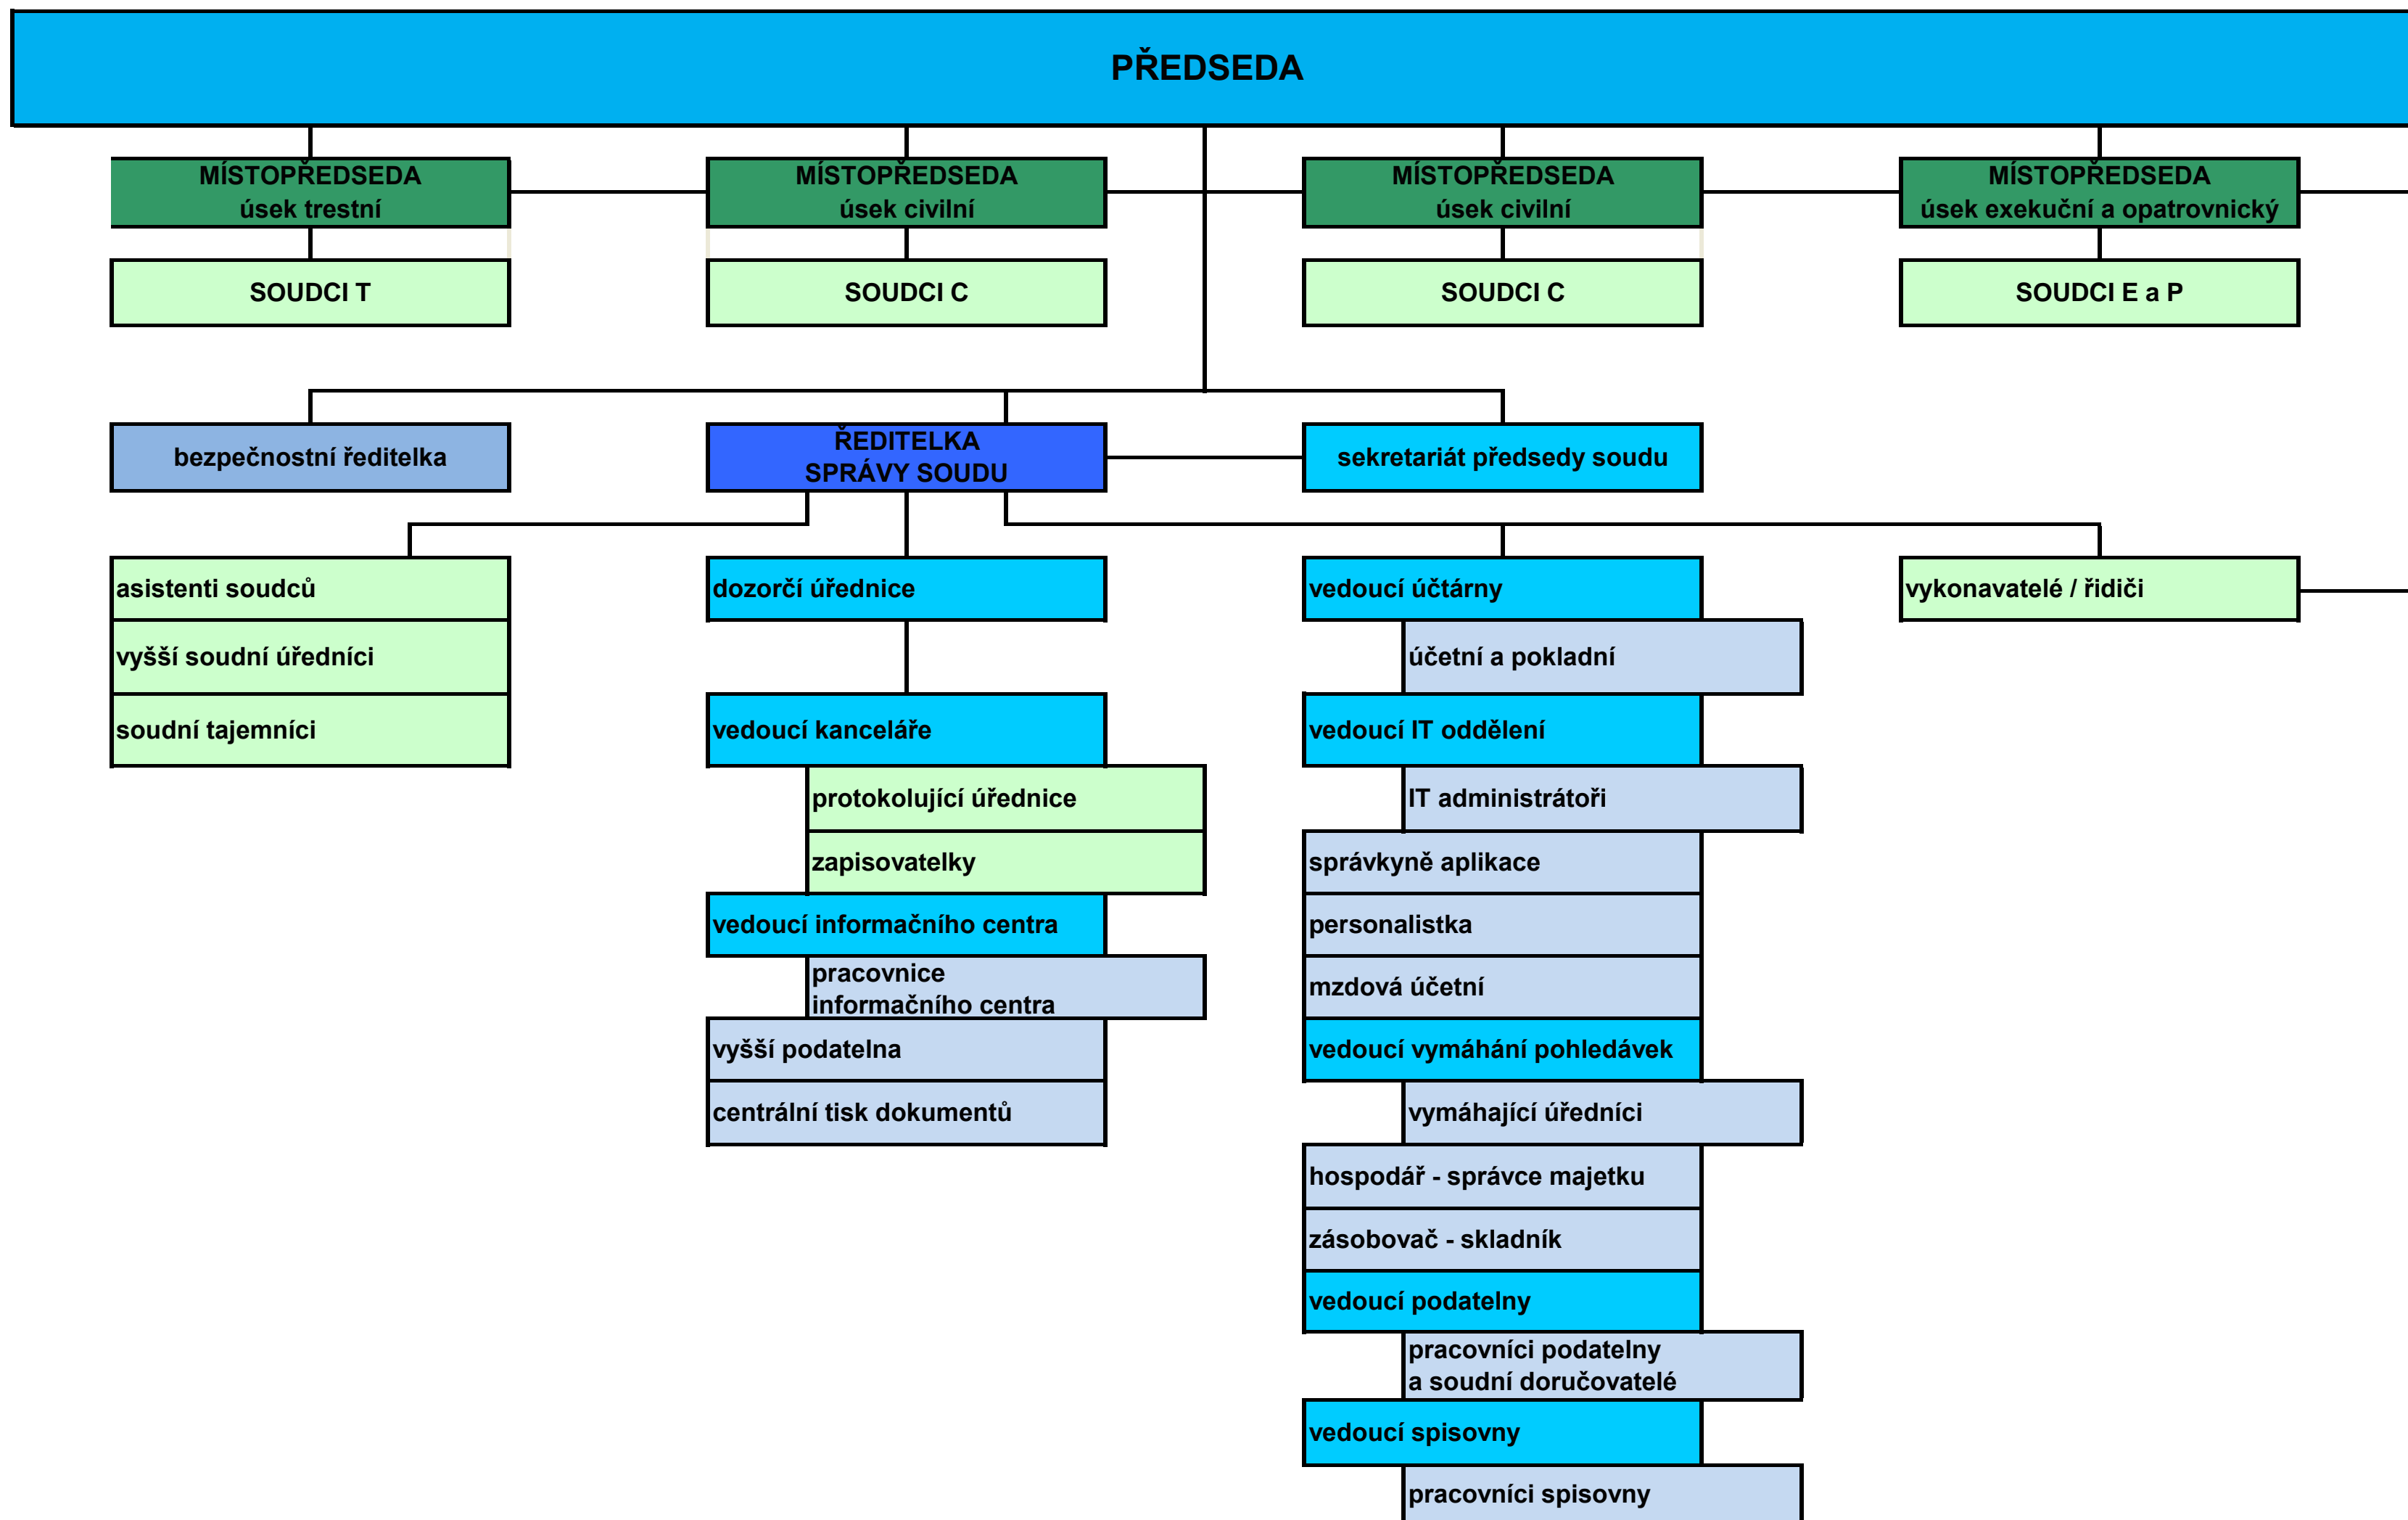 PŘEDSEDA
MÍSTOPŘEDSEDA
úsek trestní
MÍSTOPŘEDSEDA
úsek civilní
MÍSTOPŘEDSEDA
úsek civilní
MÍSTOPŘEDSEDA
úsek exekuční a opatrovnický
SOUDCI T
SOUDCI C
SOUDCI C
SOUDCI E a P
bezpečnostní ředitelka
ŘEDITELKA
SPRÁVY SOUDU
sekretariát předsedy soudu
asistenti soudců
vyšší soudní úředníci
soudní tajemníci
dozorčí úřednice
vedoucí kanceláře
protokolující úřednice
zapisovatelky
vedoucí informačního centra
pracovnice
informačního centra
vyšší podatelna
centrální tisk dokumentů
vedoucí účtárny
účetní a pokladní
vedoucí IT oddělení
IT administrátoři
správkyně aplikace
personalistka
mzdová účetní
vedoucí vymáhání pohledávek
vymáhající úředníci
hospodář - správce majetku
zásobovač - skladník
vedoucí podatelny
pracovníci podatelny
a soudní doručovatelé
vedoucí spisovny
pracovníci spisovny
vykonavatelé / řidiči